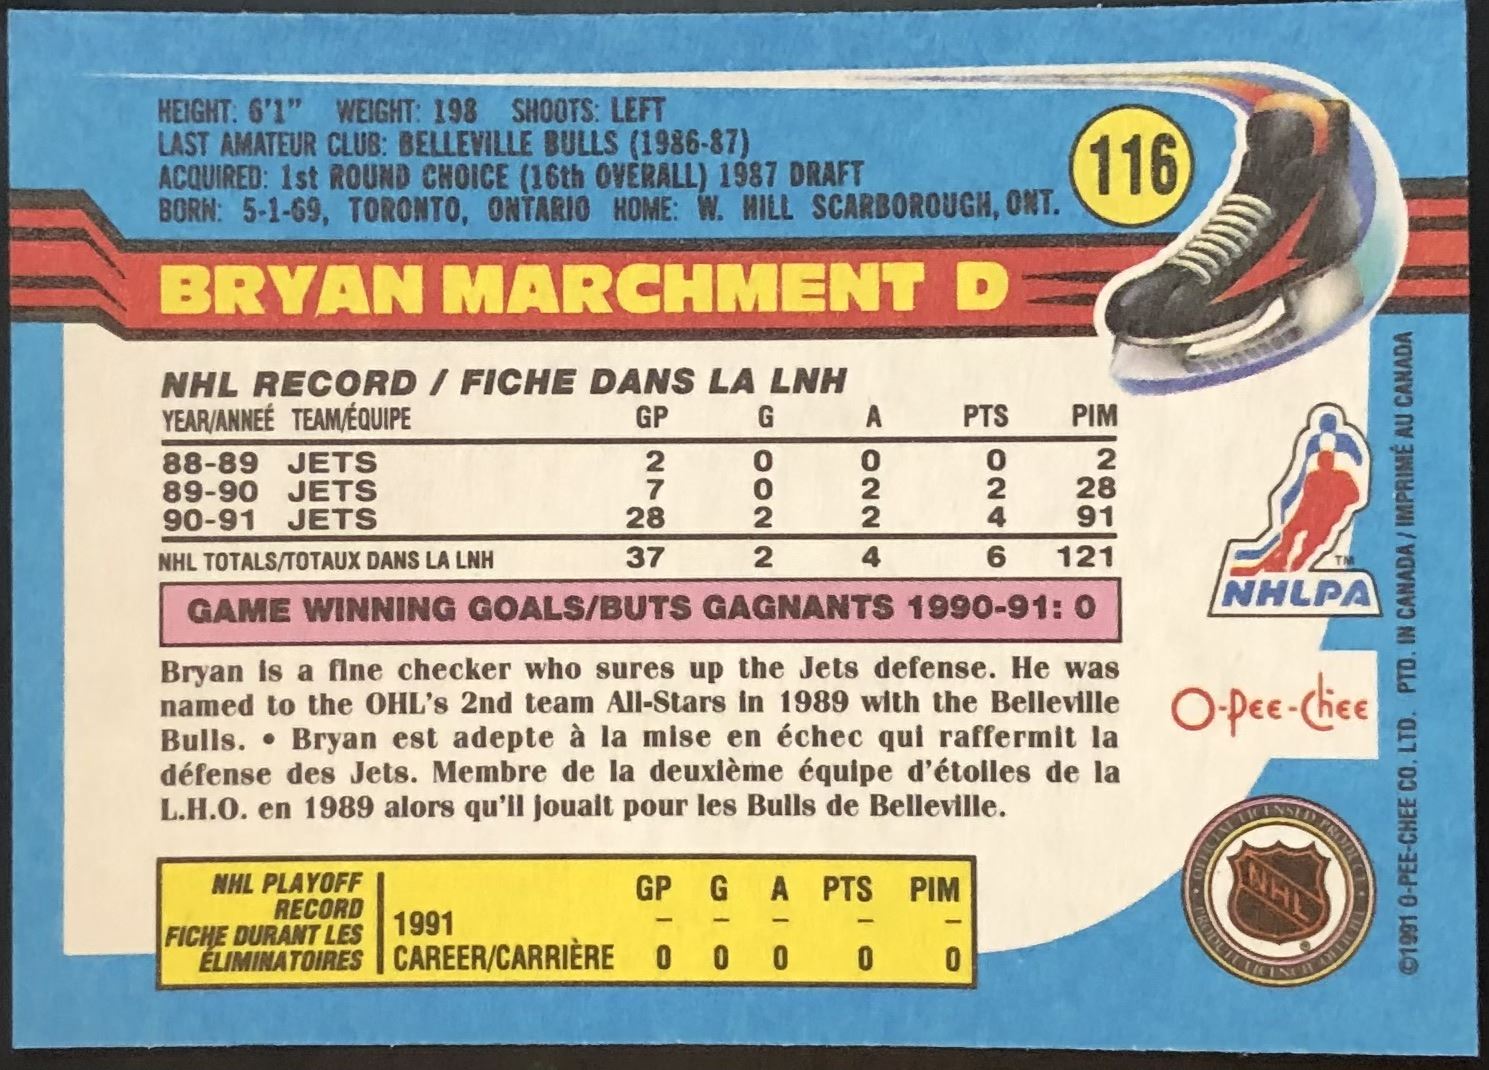 HEIGHT: 6'1" WEIGHT: 198 SHOOTS: LEFT
LAST AMATEUR CLUB: BELLEVILLE BULLS (1986-87)
ACQUIRED: 1st ROUND CHOICE (16th OVERALL) 1987 DRAFT
BORN: 5-1-69, TORONTO, ONTARIO HOME: W. HILL SCARBOROUGH, ONT.
116
BRYAN MARCHMENT D
NHL RECORD / FICHE DANS LA LNH
YEAR/ANNEÉ TEAM/ÉQUIPE GP G A PTS PIM
88-89 JETS 2 0 0 0 2
89-90 JETS 7 0 2 2 28
90-91 JETS 28 2 2 4 91
NHL TOTALS/TOTAUX DANS LA LNH 37 2 4 6 121
GAME WINNING GOALS/BUTS GAGNANTS 1990-91: 0
Bryan is a fine checker who sures up the Jets defense. He was
named to the OHL's 2nd team All-Stars in 1989 with the Belleville
Bulls. • Bryan est adepte à la mise en échec qui raffermit la
défense des Jets. Membre de la deuxième équipe d'étoiles de la
L.H.O. en 1989 alors qu'il jouait pour les Bulls de Belleville.
NHL PLAYOFF
RECORD
FICHE DURANT LES
ÉLIMINATOIRES
GP G A PTS PIM
1991 – – – – –
CAREER/CARRIÈRE 0 0 0 0 0
TM
NHLPA
O-Pee-Chee
OFFICIAL LICENSED PRODUCT
NHL
®
PRODUIT LICENCIÉ OFFICIEL
©1991 O-PEE-CHEE CO. LTD. PTD. IN CANADA / IMPRIMÉ AU CANADA